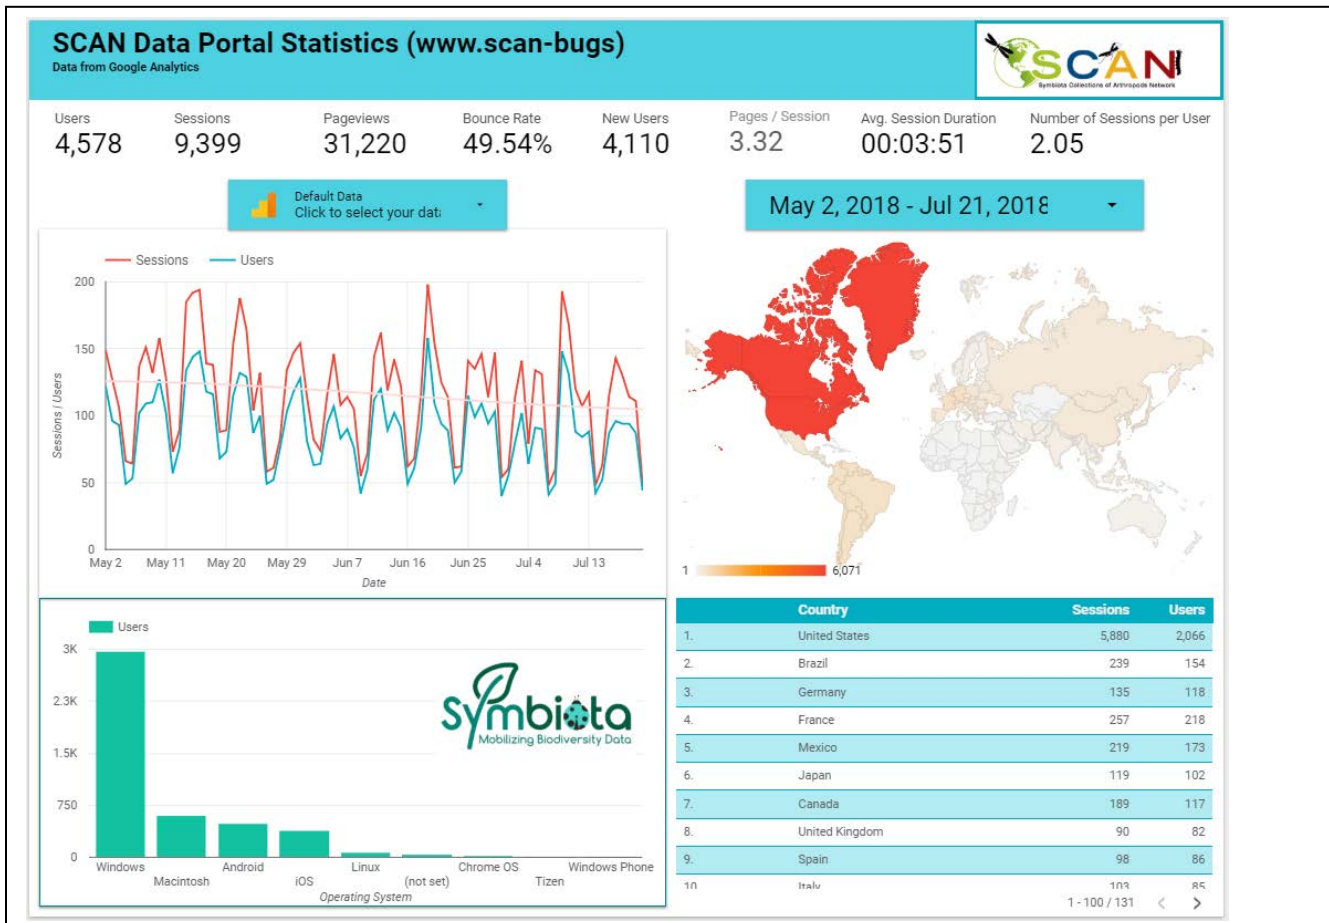 SCAN Data Portal Statistics (www.scan-bugs)
Data from Google Analytics
SCAN
Symbiota Collections of Arthropods Network
Users
4,578
Sessions
9,399
Pageviews
31,220
Bounce Rate
49.54%
New Users
4,110
Pages / Session
3.32
Avg. Session Duration
00:03:51
Number of Sessions per User
2.05
Default Data
Click to select your data
May 2, 2018 - Jul 21, 2018
Sessions Users
Sessions / Users
200
150
100
50
0
May 2 May 11 May 20 May 29 Jun 7 Jun 16 Jun 25 Jul 4 Jul 13
Date
1 6,071
Users
3K
2.3K
1.5K
750
0
Symbiota
Mobilizing Biodiversity Data
Windows Macintosh Android iOS Linux (not set) Chrome OS Tizen Windows Phone
Operating System
Country Sessions Users
1. United States 5,880 2,066
2. Brazil 239 154
3. Germany 135 118
4. France 257 218
5. Mexico 219 173
6. Japan 119 102
7. Canada 189 117
8. United Kingdom 90 82
9. Spain 98 86
10. Italy 103 85
1 - 100 / 131 < >